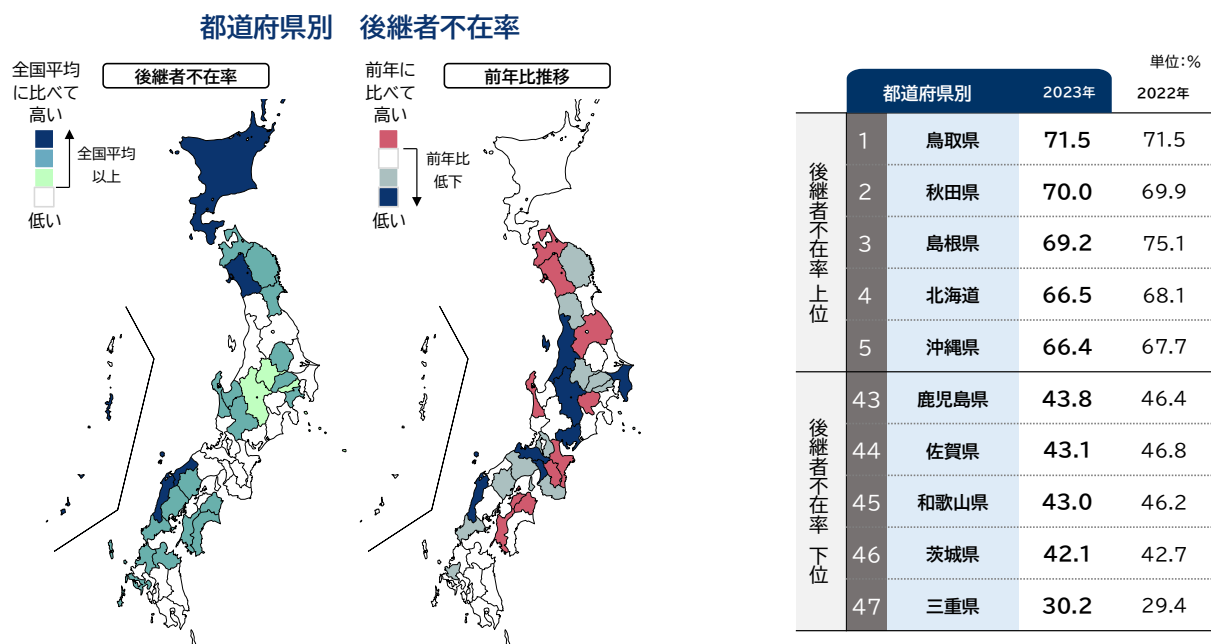 都道府県別　後継者不在率
全国平均
に比べて
高い
全国平均
以上
低い
後継者不在率
前年に
比べて
高い
前年比
低下
低い
前年比推移
単位：%
都道府県別 2023年 2022年
後継者不在率 上位
1 鳥取県 71.5 71.5
2 秋田県 70.0 69.9
3 島根県 69.2 75.1
4 北海道 66.5 68.1
5 沖縄県 66.4 67.7
後継者不在率 下位
43 鹿児島県 43.8 46.4
44 佐賀県 43.1 46.8
45 和歌山県 43.0 46.2
46 茨城県 42.1 42.7
47 三重県 30.2 29.4